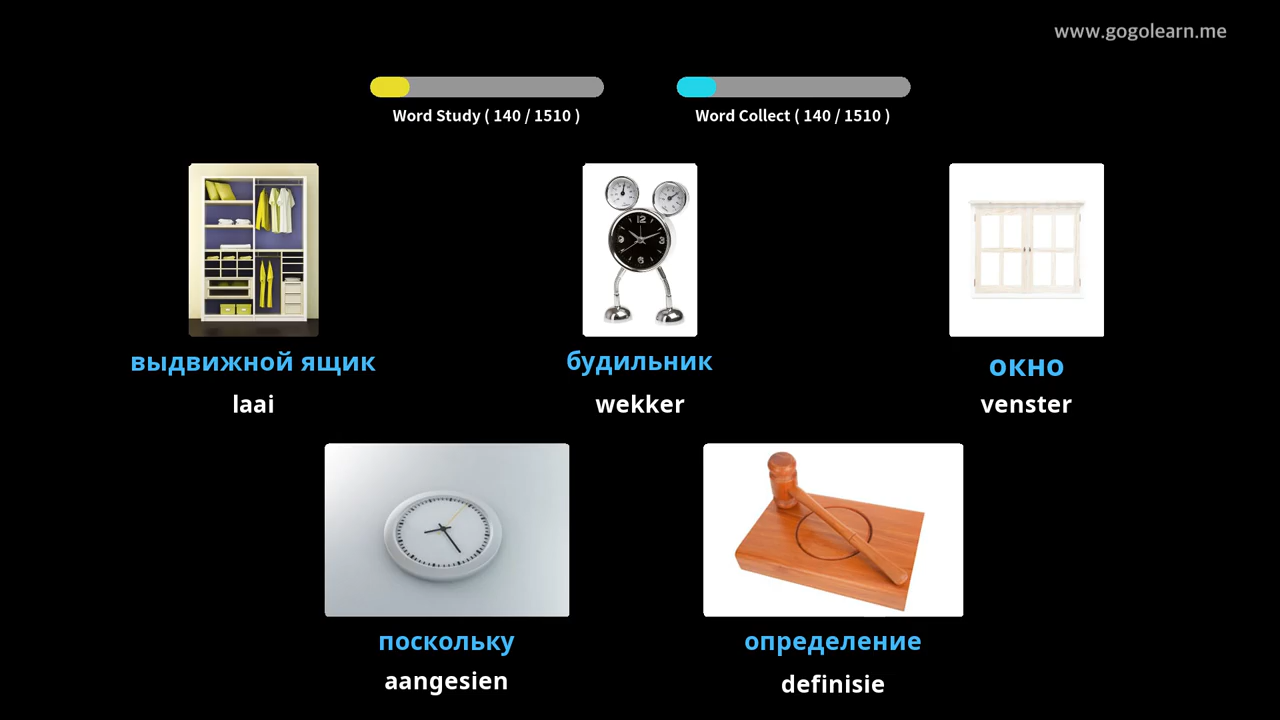 www.gogolearn.me
Word Study ( 140 / 1510 )
Word Collect ( 140 / 1510 )
выдвижной ящик
laai
будильник
wekker
окно
venster
поскольку
aangesien
определение
definisie